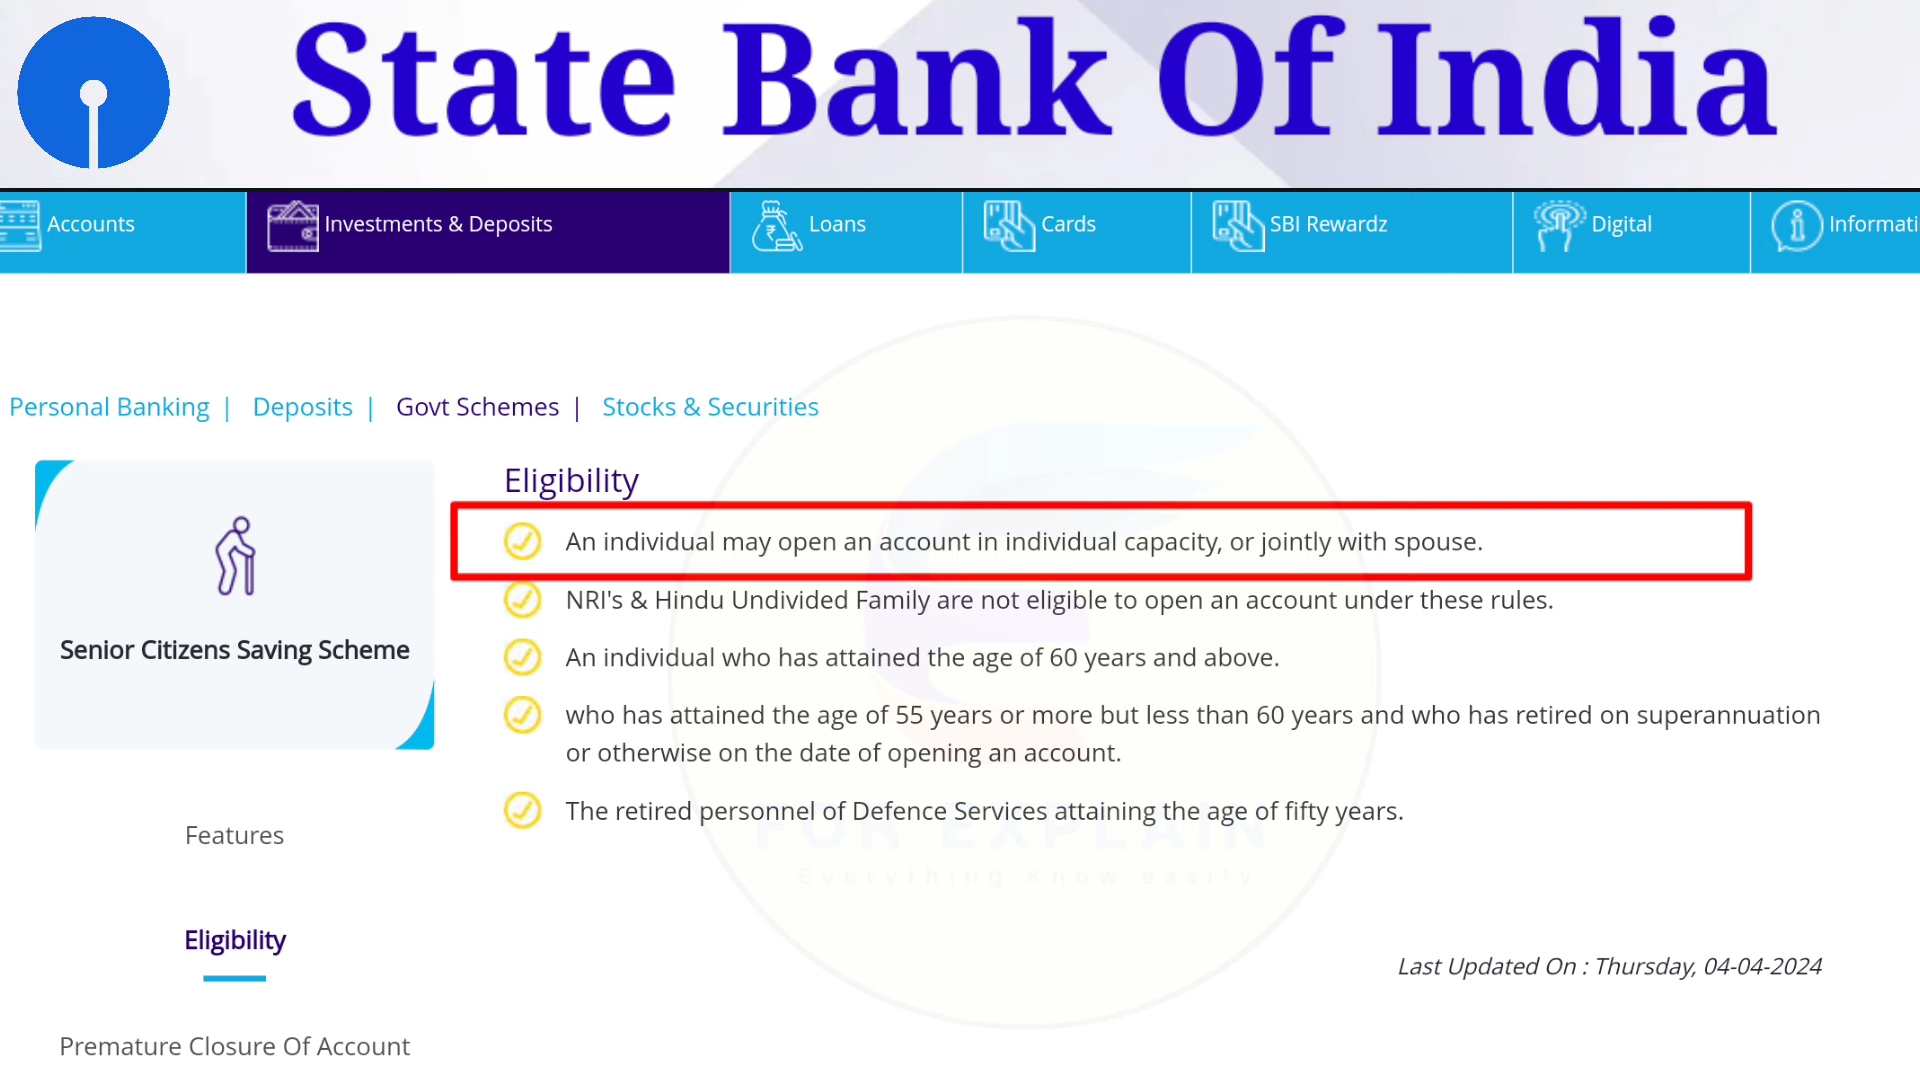 State Bank Of India
Accounts
Investments & Deposits
Loans
Cards
SBI Rewardz
Digital
Informati
Personal Banking | Deposits | Govt Schemes | Stocks & Securities
Senior Citizens Saving Scheme
Features
Eligibility
Premature Closure Of Account
Eligibility
An individual may open an account in individual capacity, or jointly with spouse.
NRI's & Hindu Undivided Family are not eligible to open an account under these rules.
An individual who has attained the age of 60 years and above.
who has attained the age of 55 years or more but less than 60 years and who has retired on superannuation
or otherwise on the date of opening an account.
The retired personnel of Defence Services attaining the age of fifty years.
FOR EXPLAIN
Everything Know easily
Last Updated On : Thursday, 04-04-2024